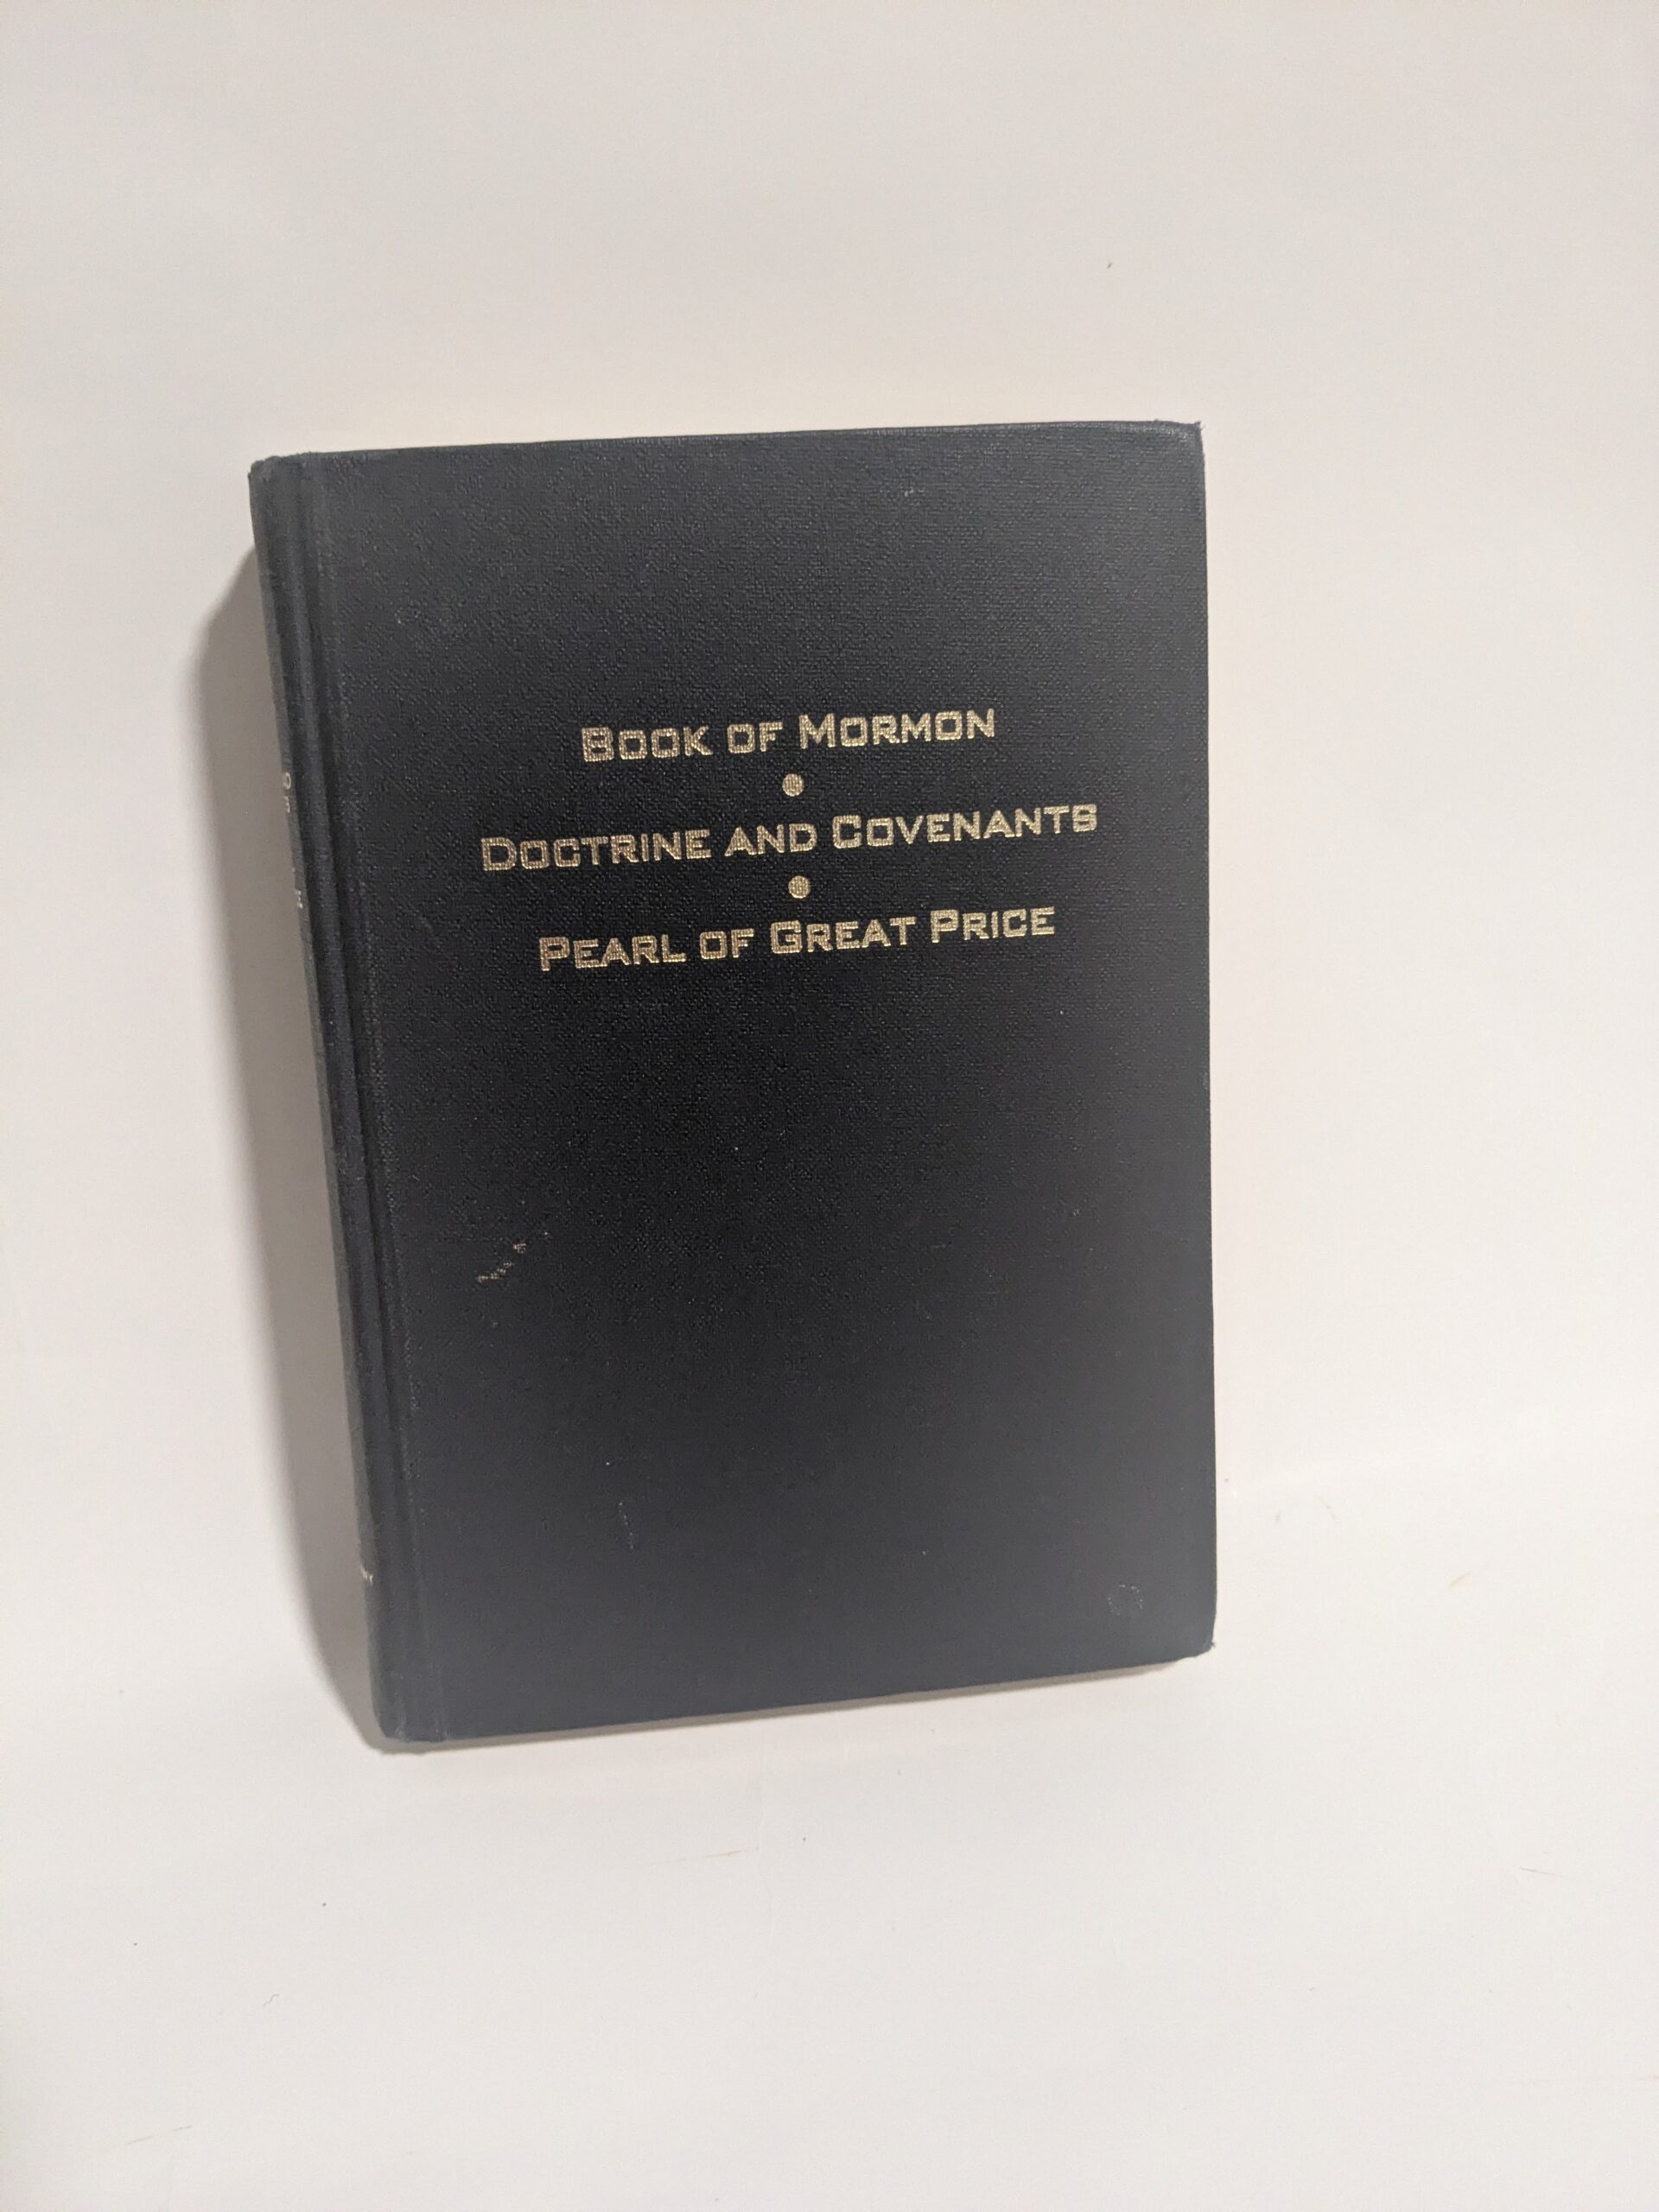 Book of Mormon
Doctrine and Covenants
Pearl of Great Price